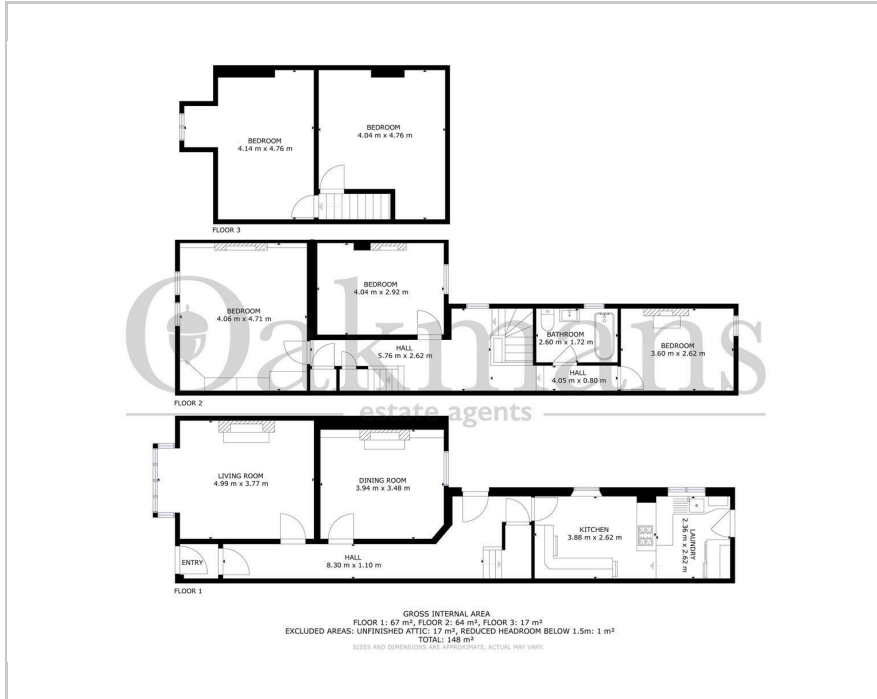 BEDROOM
4.14 m x 4.76 m
BEDROOM
4.04 m x 4.76 m
FLOOR 3
BEDROOM
4.06 m x 4.71 m
BEDROOM
4.04 m x 2.92 m
HALL
5.76 m x 2.62 m
BATHROOM
2.60 m x 1.72 m
HALL
4.05 m x 0.80 m
BEDROOM
3.60 m x 2.62 m
FLOOR 2
Oakmans
estate agents
LIVING ROOM
4.99 m x 3.77 m
DINING ROOM
3.94 m x 3.48 m
KITCHEN
3.88 m x 2.62 m
LAUNDRY
2.36 m x 2.62 m
HALL
8.30 m x 1.10 m
ENTRY
FLOOR 1
GROSS INTERNAL AREA
FLOOR 1: 67 m², FLOOR 2: 64 m², FLOOR 3: 17 m²
EXCLUDED AREAS: UNFINISHED ATTIC: 17 m², REDUCED HEADROOM BELOW 1.5m: 1 m²
TOTAL: 148 m²
SIZES AND DIMENSIONS ARE APPROXIMATE, ACTUAL MAY VARY.